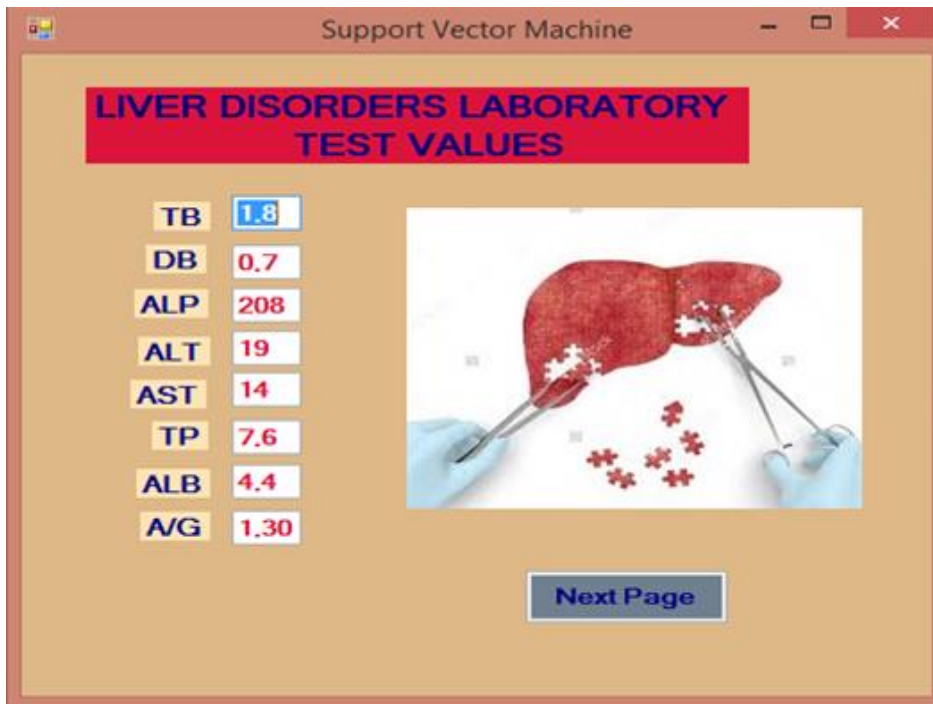 Support Vector Machine
LIVER DISORDERS LABORATORY
TEST VALUES
TB 1.8
DB 0.7
ALP 208
ALT 19
AST 14
TP 7.6
ALB 4.4
A/G 1.30
Next Page